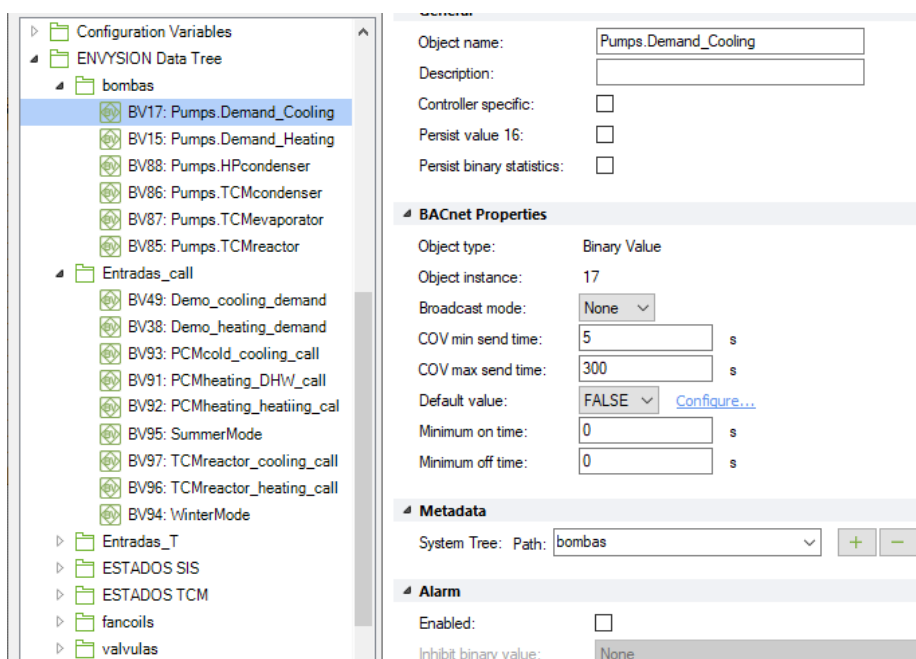 Configuration Variables
ENVYSION Data Tree
bombas
BV17: Pumps.Demand_Cooling
BV15: Pumps.Demand_Heating
BV88: Pumps.HPcondenser
BV86: Pumps.TCMcondenser
BV87: Pumps.TCMevaporator
BV85: Pumps.TCMreactor
Entradas_call
BV49: Demo_cooling_demand
BV38: Demo_heating_demand
BV93: PCMcold_cooling_call
BV91: PCMheating_DHW_call
BV92: PCMheating_heatiing_cal
BV95: SummerMode
BV97: TCMreactor_cooling_call
BV96: TCMreactor_heating_call
BV94: WinterMode
Entradas_T
ESTADOS SIS
ESTADOS TCM
fancoils
valvulas
General
Object name: Pumps.Demand_Cooling
Description:
Controller specific:
Persist value 16:
Persist binary statistics:
BACnet Properties
Object type: Binary Value
Object instance: 17
Broadcast mode: None
COV min send time: 5 s
COV max send time: 300 s
Default value: FALSE Configure...
Minimum on time: 0 s
Minimum off time: 0 s
Metadata
System Tree: Path: bombas
Alarm
Enabled:
Inhibit binary value: None